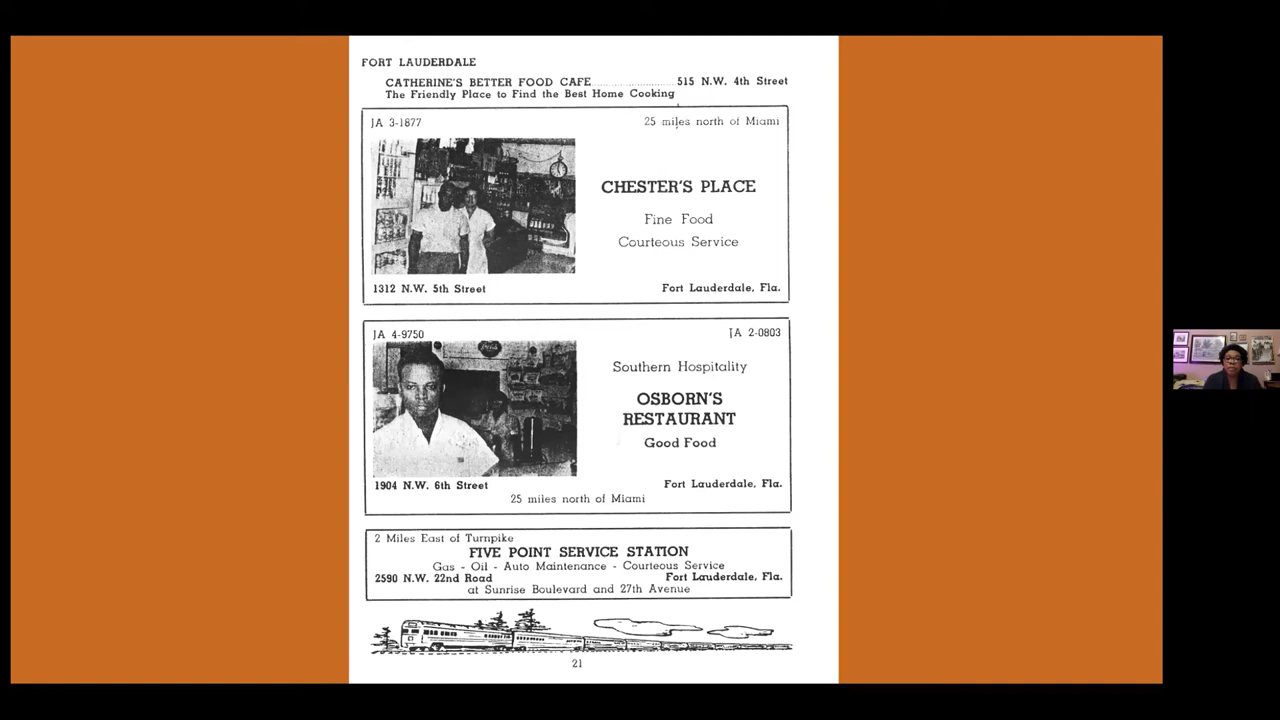 FORT LAUDERDALE
CATHERINE'S BETTER FOOD CAFE........................515 N.W. 4th Street
The Friendly Place to Find the Best Home Cooking
JA 3-1877 25 miles north of Miami
CHESTER'S PLACE
Fine Food
Courteous Service
1312 N.W. 5th Street Fort Lauderdale, Fla.
JA 4-9750 JA 2-0803
Southern Hospitality
OSBORN'S
RESTAURANT
Good Food
1904 N.W. 6th Street Fort Lauderdale, Fla.
25 miles north of Miami
2 Miles East of Turnpike
FIVE POINT SERVICE STATION
Gas - Oil - Auto Maintenance - Courteous Service
2590 N.W. 22nd Road Fort Lauderdale, Fla.
at Sunrise Boulevard and 27th Avenue
21